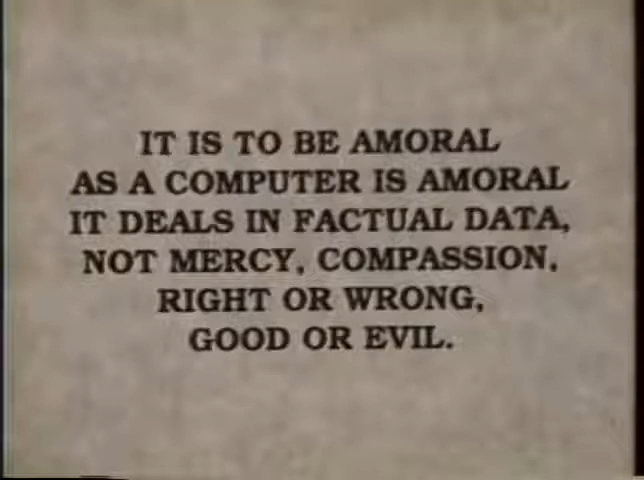 IT IS TO BE AMORAL
AS A COMPUTER IS AMORAL
IT DEALS IN FACTUAL DATA,
NOT MERCY, COMPASSION,
RIGHT OR WRONG,
GOOD OR EVIL.